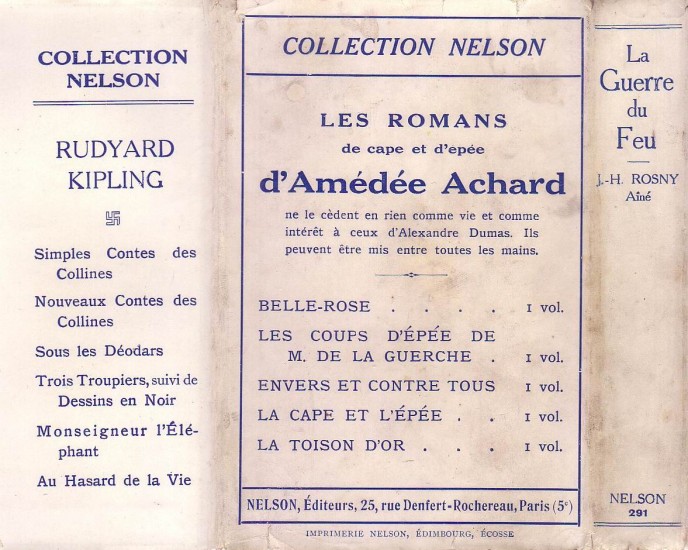 COLLECTION
NELSON
RUDYARD
KIPLING
Simples Contes des
Collines
Nouveaux Contes des
Collines
Sous les Déodars
Trois Troupiers, suivi de
Dessins en Noir
Monseigneur l'Élé-
phant
Au Hasard de la Vie
COLLECTION NELSON
LES ROMANS
de cape et d'epée
d'Amédée Achard
ne le cèdent en rien comme vie et comme
intérêt à ceux d'Alexandre Dumas. Ils
peuvent être mis entre toutes les mains.
BELLE-ROSE . . . . 1 vol.
LES COUPS D'ÉPÉE DE
M. DE LA GUERCHE . 1 vol.
ENVERS ET CONTRE TOUS 1 vol.
LA CAPE ET L'ÉPÉE . . 1 vol.
LA TOISON D'OR . . . 1 vol.
NELSON, Éditeurs, 25, rue Denfert-Rochereau, Paris (5e)
IMPRIMERIE NELSON, ÉDIMBOURG, ÉCOSSE
La
Guerre
du
Feu
J.-H. ROSNY
Aîné
NELSON
291